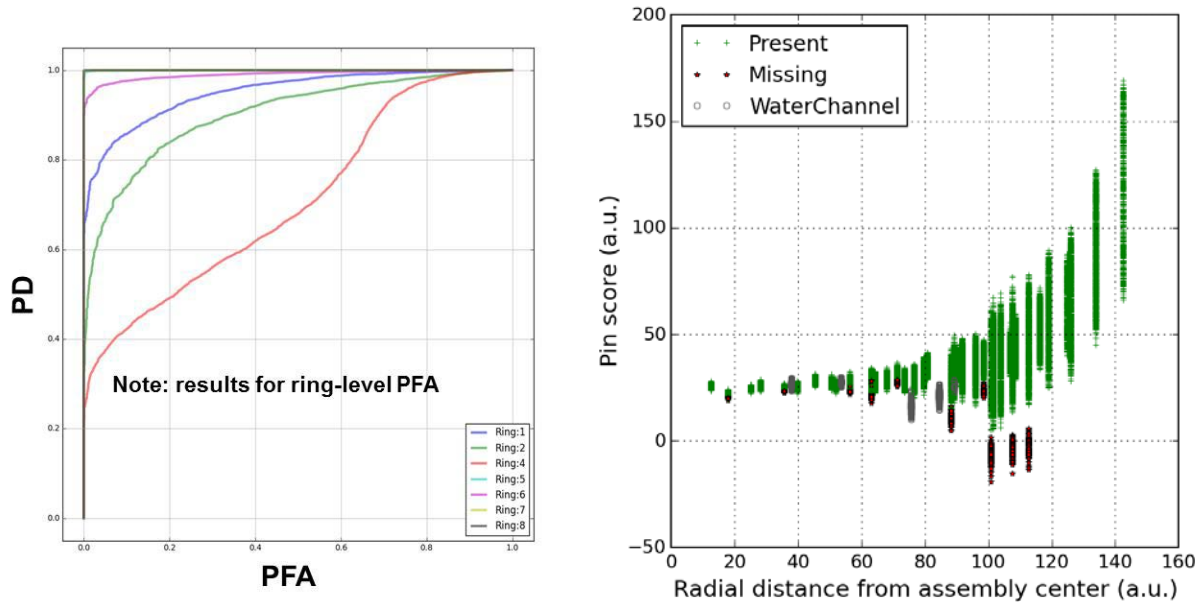 1.0
0.8
0.6
0.4
0.2
0.0
0.0 0.2 0.4 0.6 0.8 1.0
PD
PFA
Note: results for ring-level PFA
Ring:1
Ring:2
Ring:4
Ring:5
Ring:6
Ring:7
Ring:8
200
150
100
50
0
−50
0 20 40 60 80 100 120 140 160
Pin score (a.u.)
Radial distance from assembly center (a.u.)
Present
Missing
WaterChannel